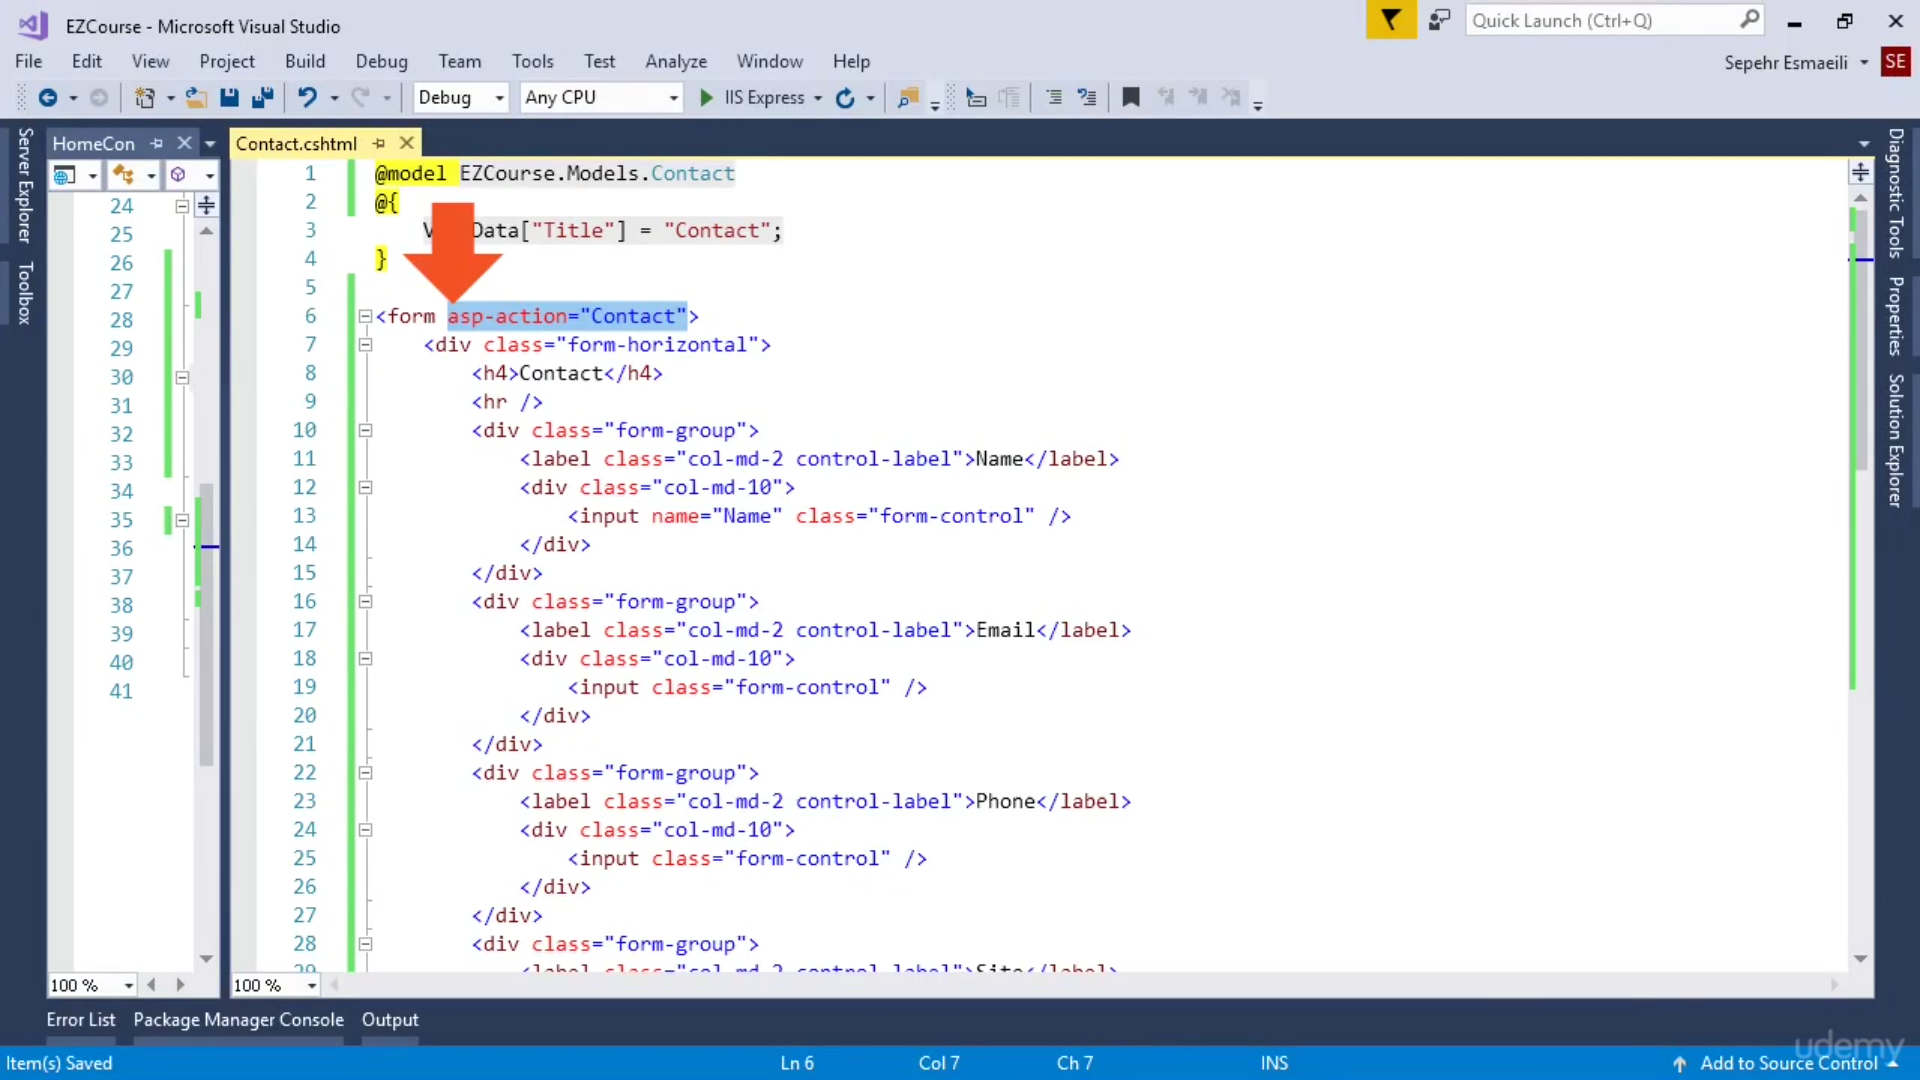 EZCourse - Microsoft Visual Studio
Quick Launch (Ctrl+Q)
File Edit View Project Build Debug Team Tools Test Analyze Window Help
Sepehr Esmaeili SE
Debug Any CPU IIS Express
Server Explorer
Toolbox
HomeCon
Contact.cshtml
Diagnostic Tools
Properties
Solution Explorer
24
25
26
27
28
29
30
31
32
33
34
35
36
37
38
39
40
41
1 @model EZCourse.Models.Contact
2 @{
3 V Data["Title"] = "Contact";
4 }
5
6 <form asp-action="Contact">
7 <div class="form-horizontal">
8 <h4>Contact</h4>
9 <hr />
10 <div class="form-group">
11 <label class="col-md-2 control-label">Name</label>
12 <div class="col-md-10">
13 <input name="Name" class="form-control" />
14 </div>
15 </div>
16 <div class="form-group">
17 <label class="col-md-2 control-label">Email</label>
18 <div class="col-md-10">
19 <input class="form-control" />
20 </div>
21 </div>
22 <div class="form-group">
23 <label class="col-md-2 control-label">Phone</label>
24 <div class="col-md-10">
25 <input class="form-control" />
26 </div>
27 </div>
28 <div class="form-group">
29 <label class="col-md-2 control-label">Site</label>
100 %
100 %
Error List Package Manager Console Output
udemy
Item(s) Saved Ln 6 Col 7 Ch 7 INS Add to Source Control